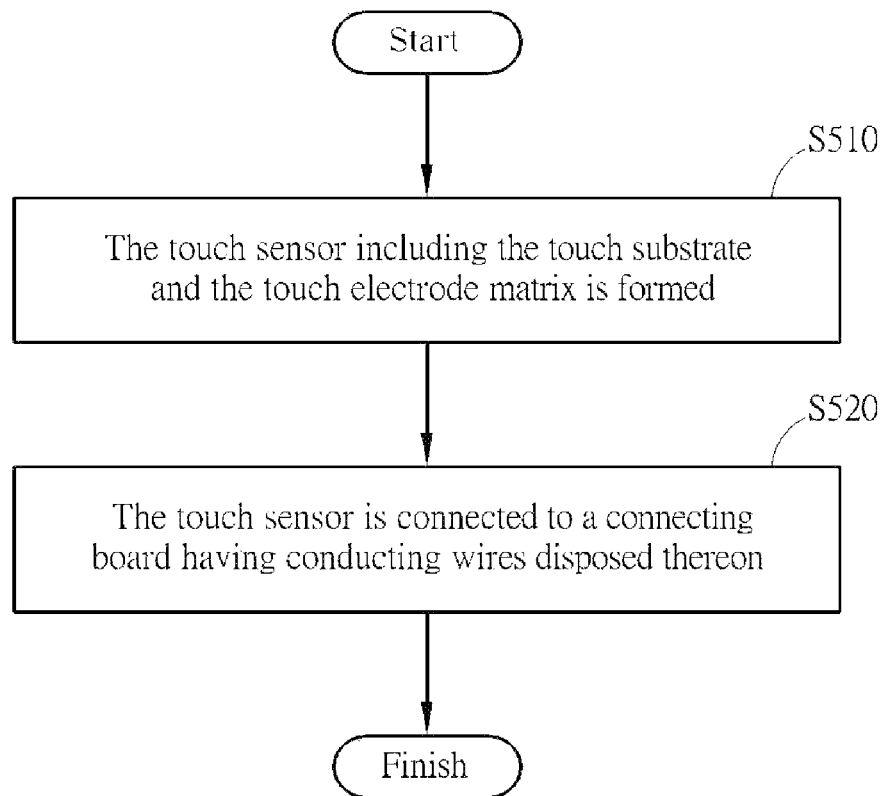 Start
S510
The touch sensor including the touch substrate
and the touch electrode matrix is formed
S520
The touch sensor is connected to a connecting
board having conducting wires disposed thereon
Finish